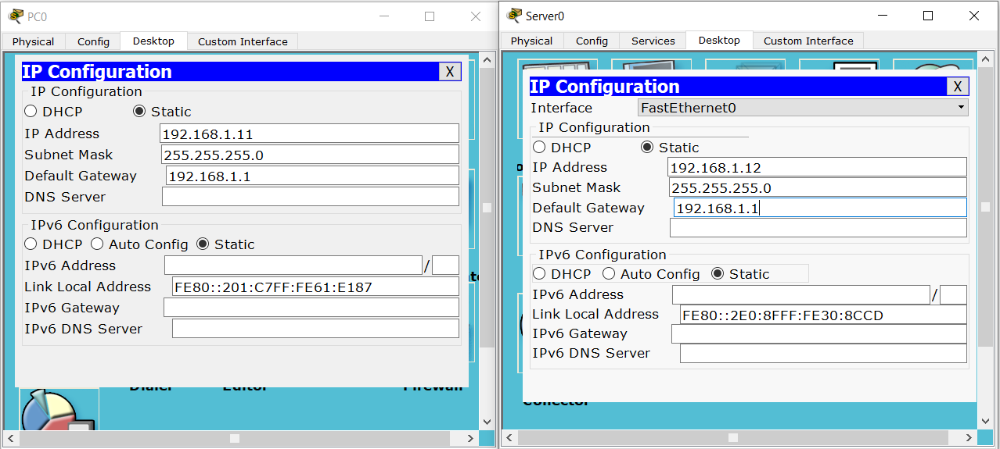 PC0
Physical Config Desktop Custom Interface
IP Configuration X
IP Configuration
DHCP Static
IP Address 192.168.1.11
Subnet Mask 255.255.255.0
Default Gateway 192.168.1.1
DNS Server
IPv6 Configuration
DHCP Auto Config Static
IPv6 Address /
Link Local Address FE80::201:C7FF:FE61:E187
IPv6 Gateway
IPv6 DNS Server
Dialer Editor Firewall
Server0
Physical Config Services Desktop Custom Interface
IP Configuration X
Interface FastEthernet0
IP Configuration
DHCP Static
IP Address 192.168.1.12
Subnet Mask 255.255.255.0
Default Gateway 192.168.1.1
DNS Server
IPv6 Configuration
DHCP Auto Config Static
IPv6 Address /
Link Local Address FE80::2E0:8FFF:FE30:8CCD
IPv6 Gateway
IPv6 DNS Server
Collector